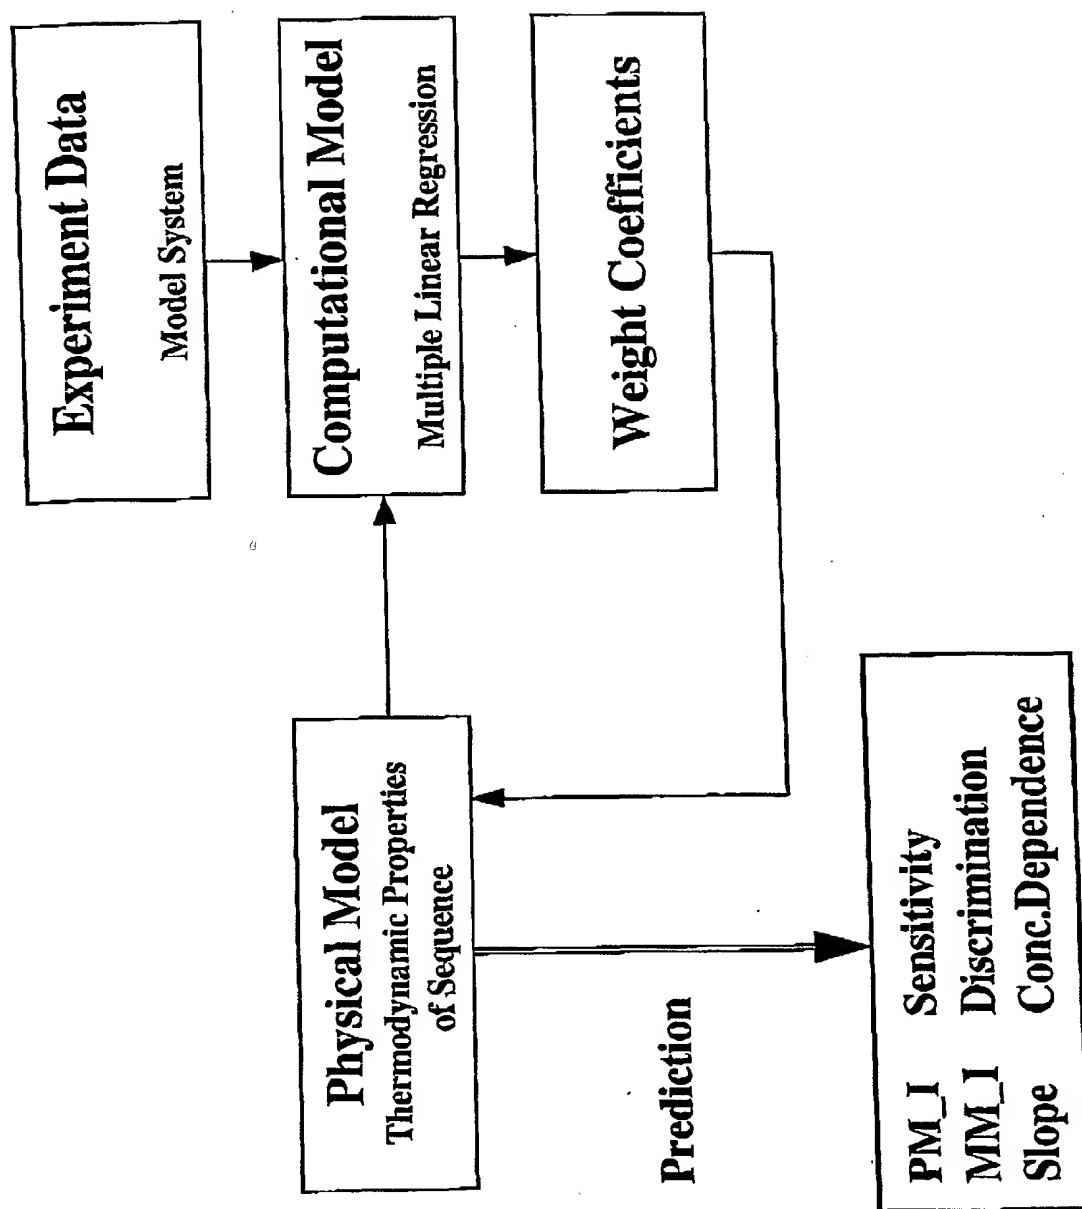 Experiment Data
Model System
Physical Model
Thermodynamic Properties
of Sequence
Computational Model
Multiple Linear Regression
Weight Coefficients
Prediction
PM_I Sensitivity
MM_I Discrimination
Slope Conc.Dependence